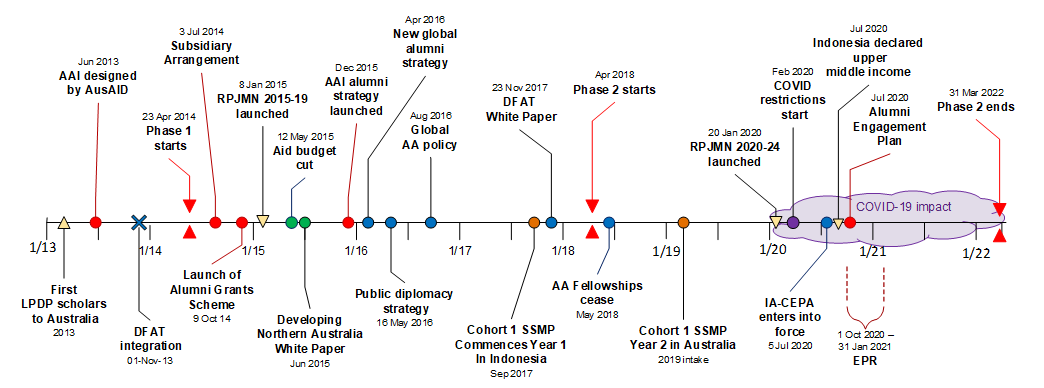 Jun 2013
AAI designed
by AusAID
23 Apr 2014
Phase 1
starts
3 Jul 2014
Subsidiary
Arrangement
8 Jan 2015
RPJMN 2015-19
launched
12 May 2015
Aid budget
cut
Dec 2015
AAI alumni
strategy
launched
Apr 2016
New global
alumni
strategy
Aug 2016
Global
AA policy
23 Nov 2017
DFAT
White Paper
Apr 2018
Phase 2 starts
20 Jan 2020
RPJMN 2020-24
launched
Feb 2020
COVID
restrictions
start
Jul 2020
Indonesia declared
upper
middle income
Jul 2020
Alumni
Engagement
Plan
31 Mar 2022
Phase 2 ends
COVID-19 impact
1/13
1/14
1/15
1/16
1/17
1/18
1/19
1/20
1/21
1/22
First
LPDP scholars
to Australia
2013
DFAT
integration
01-Nov-13
Launch of
Alumni Grants
Scheme
9 Oct 14
Developing
Northern Australia
White Paper
Jun 2015
Public diplomacy
strategy
16 May 2016
Cohort 1 SSMP
Commences Year 1
In Indonesia
Sep 2017
AA Fellowships
cease
May 2018
Cohort 1 SSMP
Year 2 in Australia
2019 intake
IA-CEPA
enters into
force
5 Jul 2020
1 Oct 2020 –
31 Jan 2021
EPR